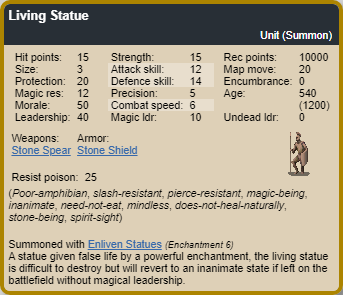 Living Statue
Unit (Summon)
Hit points: 15 Strength: 15 Rec points: 10000
Size: 3 Attack skill: 12 Map move: 20
Protection: 20 Defence skill: 14 Encumbrance: 0
Magic res: 12 Precision: 5 Age: 540
Morale: 50 Combat speed: 6 (1200)
Leadership: 40 Magic ldr: 10 Undead ldr: 0
Weapons: Armor:
Stone Spear Stone Shield
Resist poison: 25
(Poor-amphibian, slash-resistant, pierce-resistant, magic-being,
inanimate, need-not-eat, mindless, does-not-heal-naturally,
stone-being, spirit-sight)
Summoned with Enliven Statues (Enchantment 6)
A statue given false life by a powerful enchantment, the living statue
is difficult to destroy but will revert to an inanimate state if left on the
battlefield without magical leadership.